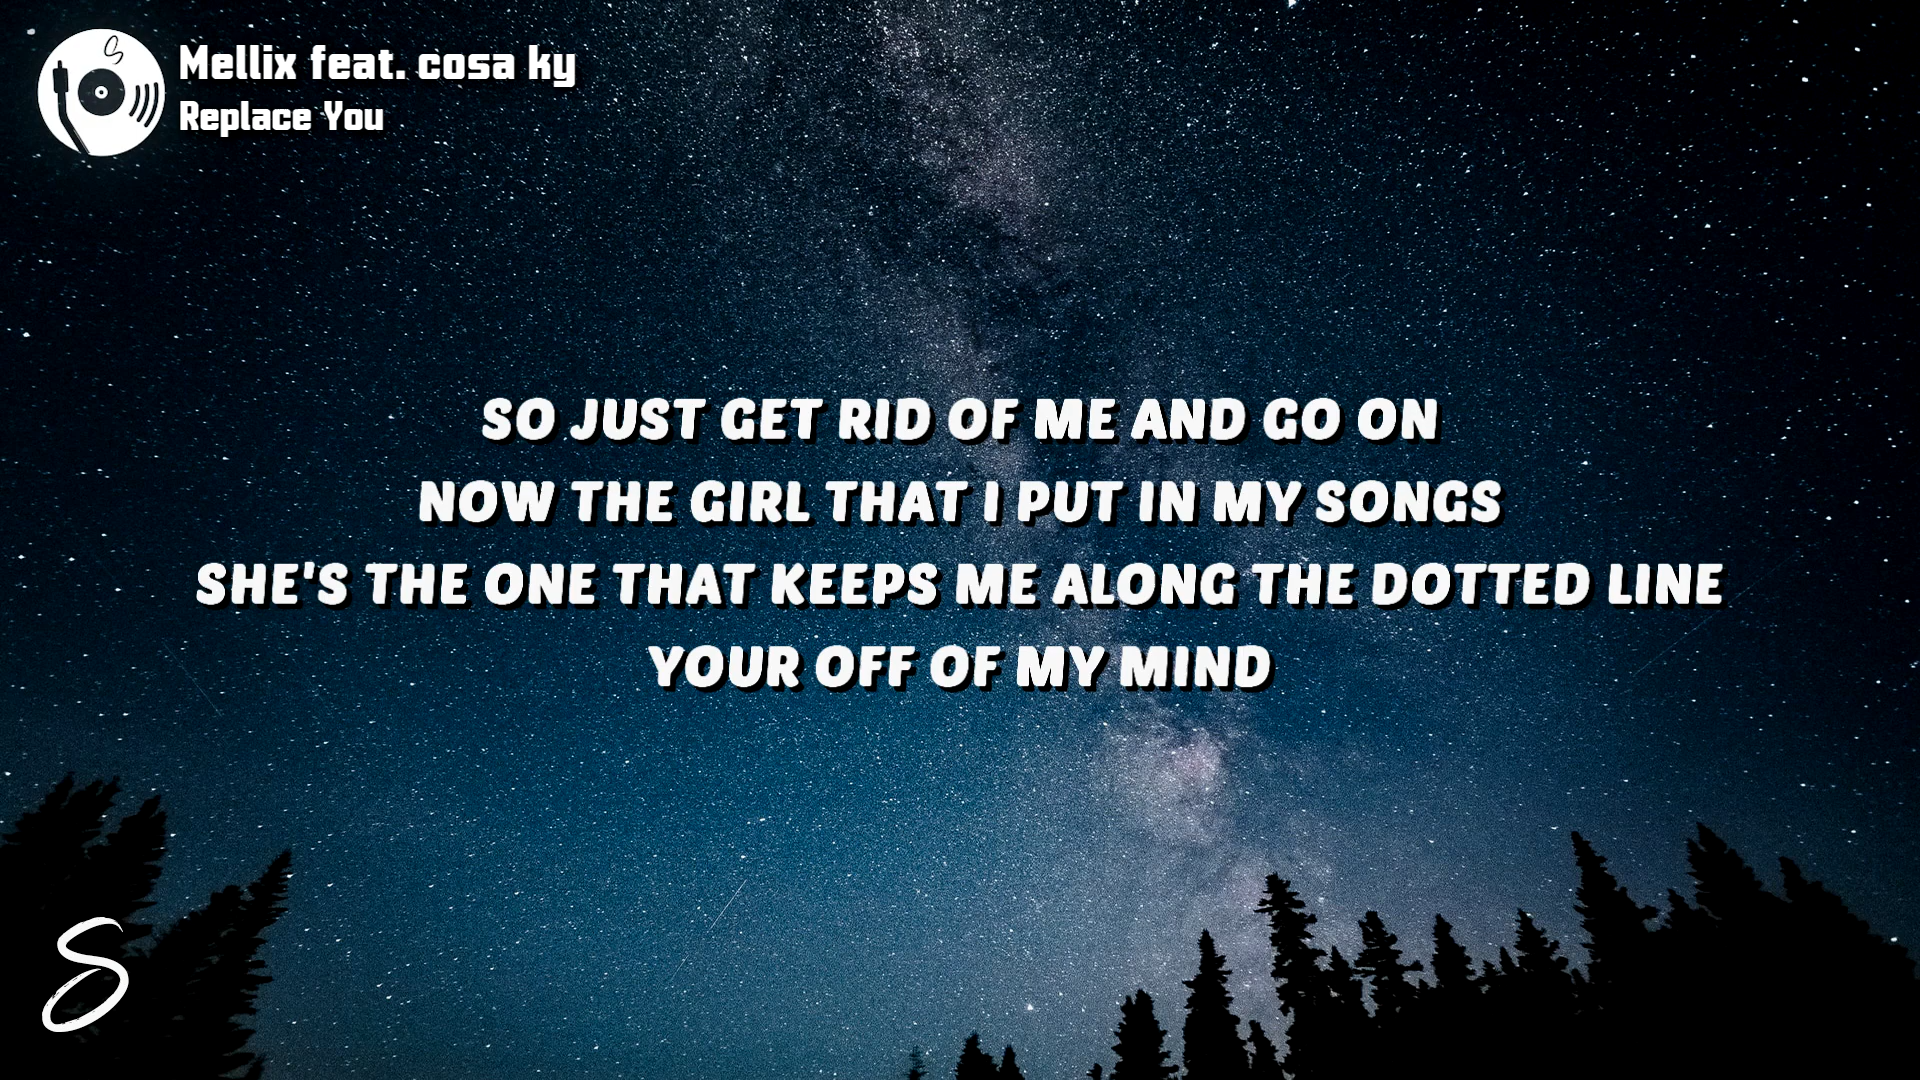 Mellix feat. cosa ky
Replace You
SO JUST GET RID OF ME AND GO ON
NOW THE GIRL THAT I PUT IN MY SONGS
SHE'S THE ONE THAT KEEPS ME ALONG THE DOTTED LINE
YOUR OFF OF MY MIND
S